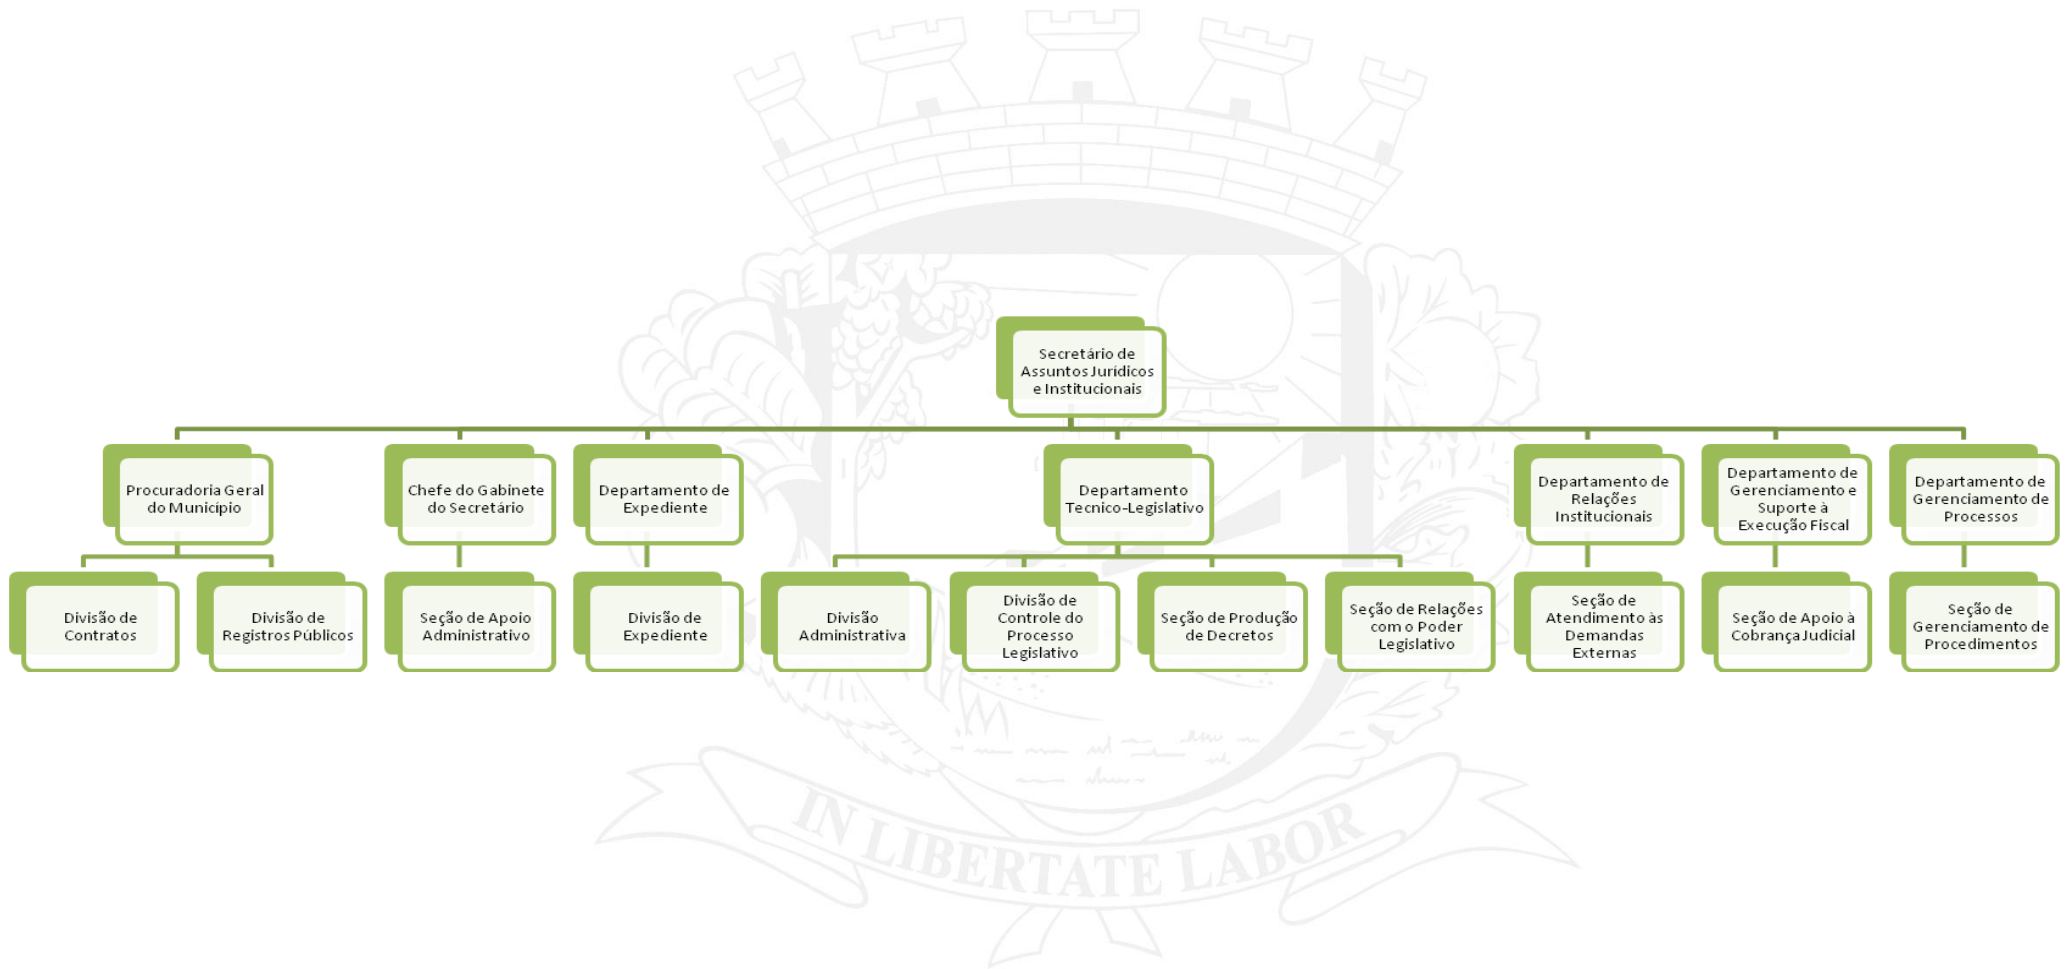 Secretário de
Assuntos Jurídicos
e Institucionais
Procuradoria Geral
do Município
Chefe do Gabinete
do Secretário
Departamento de
Expediente
Departamento
Tecnico-Legislativo
Departamento de
Relações
Institucionais
Departamento de
Gerenciamento e
Suporte à
Execução Fiscal
Departamento de
Gerenciamento de
Processos
Divisão de
Contratos
Divisão de
Registros Públicos
Seção de Apoio
Administrativo
Divisão de
Expediente
Divisão
Administrativa
Divisão de
Controle do
Processo
Legislativo
Seção de Produção
de Decretos
Seção de Relações
com o Poder
Legislativo
Seção de
Atendimento às
Demandas
Externas
Seção de Apoio à
Cobrança Judicial
Seção de
Gerenciamento de
Procedimentos
IN LIBERTATE LABOR